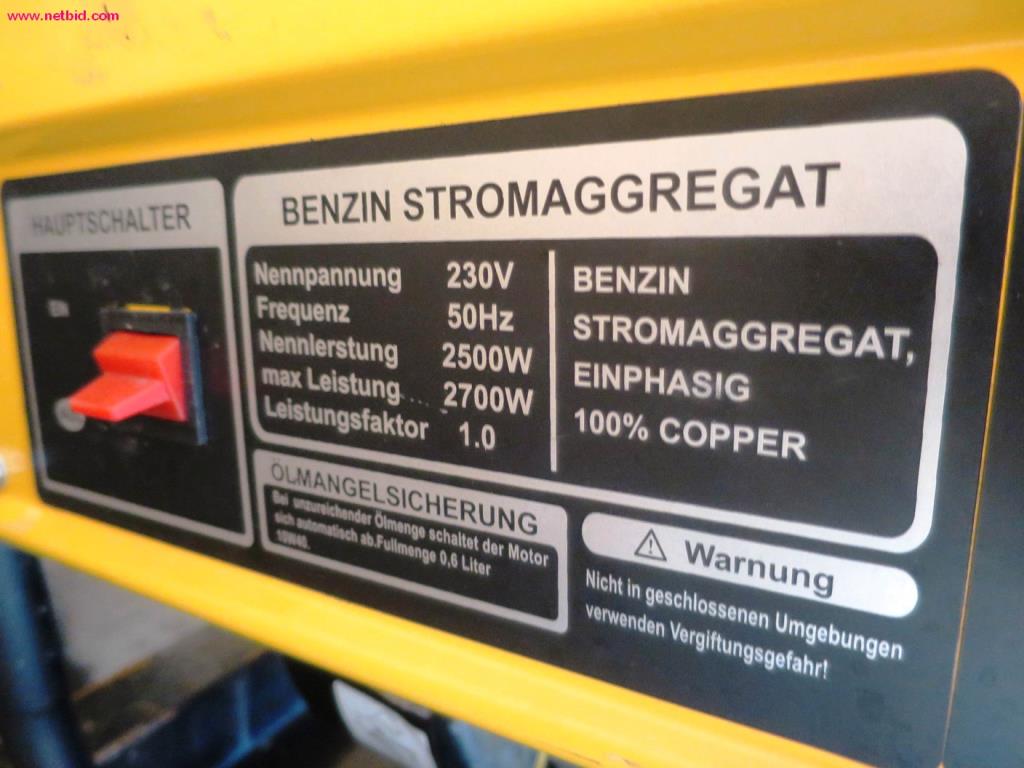 www.netbid.com
HAUPTSCHALTER
EIN
BENZIN STROMAGGREGAT
Nennpannung 230V
Frequenz 50Hz
Nennlerstung 2500W
max Leistung 2700W
Leistungsfaktor 1.0
BENZIN
STROMAGGREGAT,
EINPHASIG
100% COPPER
ÖLMANGELSICHERUNG
Bei unzureichender Ölmenge schaltet der Motor
sich automatisch ab.Fullmenge 0,6 Liter
10W40.
Warnung
Nicht in geschlossenen Umgebungen
verwenden Vergiftungsgefahr!